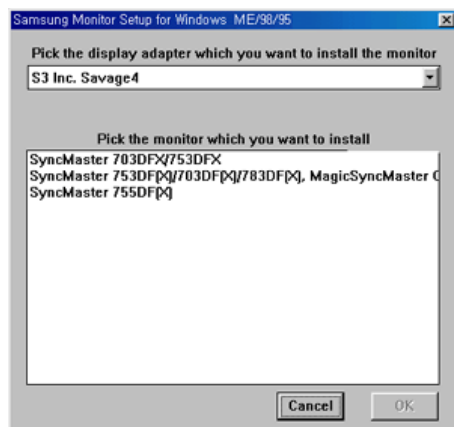 Samsung Monitor Setup for Windows ME/98/95
Pick the display adapter which you want to install the monitor
S3 Inc. Savage4
Pick the monitor which you want to install
SyncMaster 703DFX/753DFX
SyncMaster 753DF[X]/703DF[X]/783DF[X], MagicSyncMaster
SyncMaster 755DF[X]
Cancel
OK